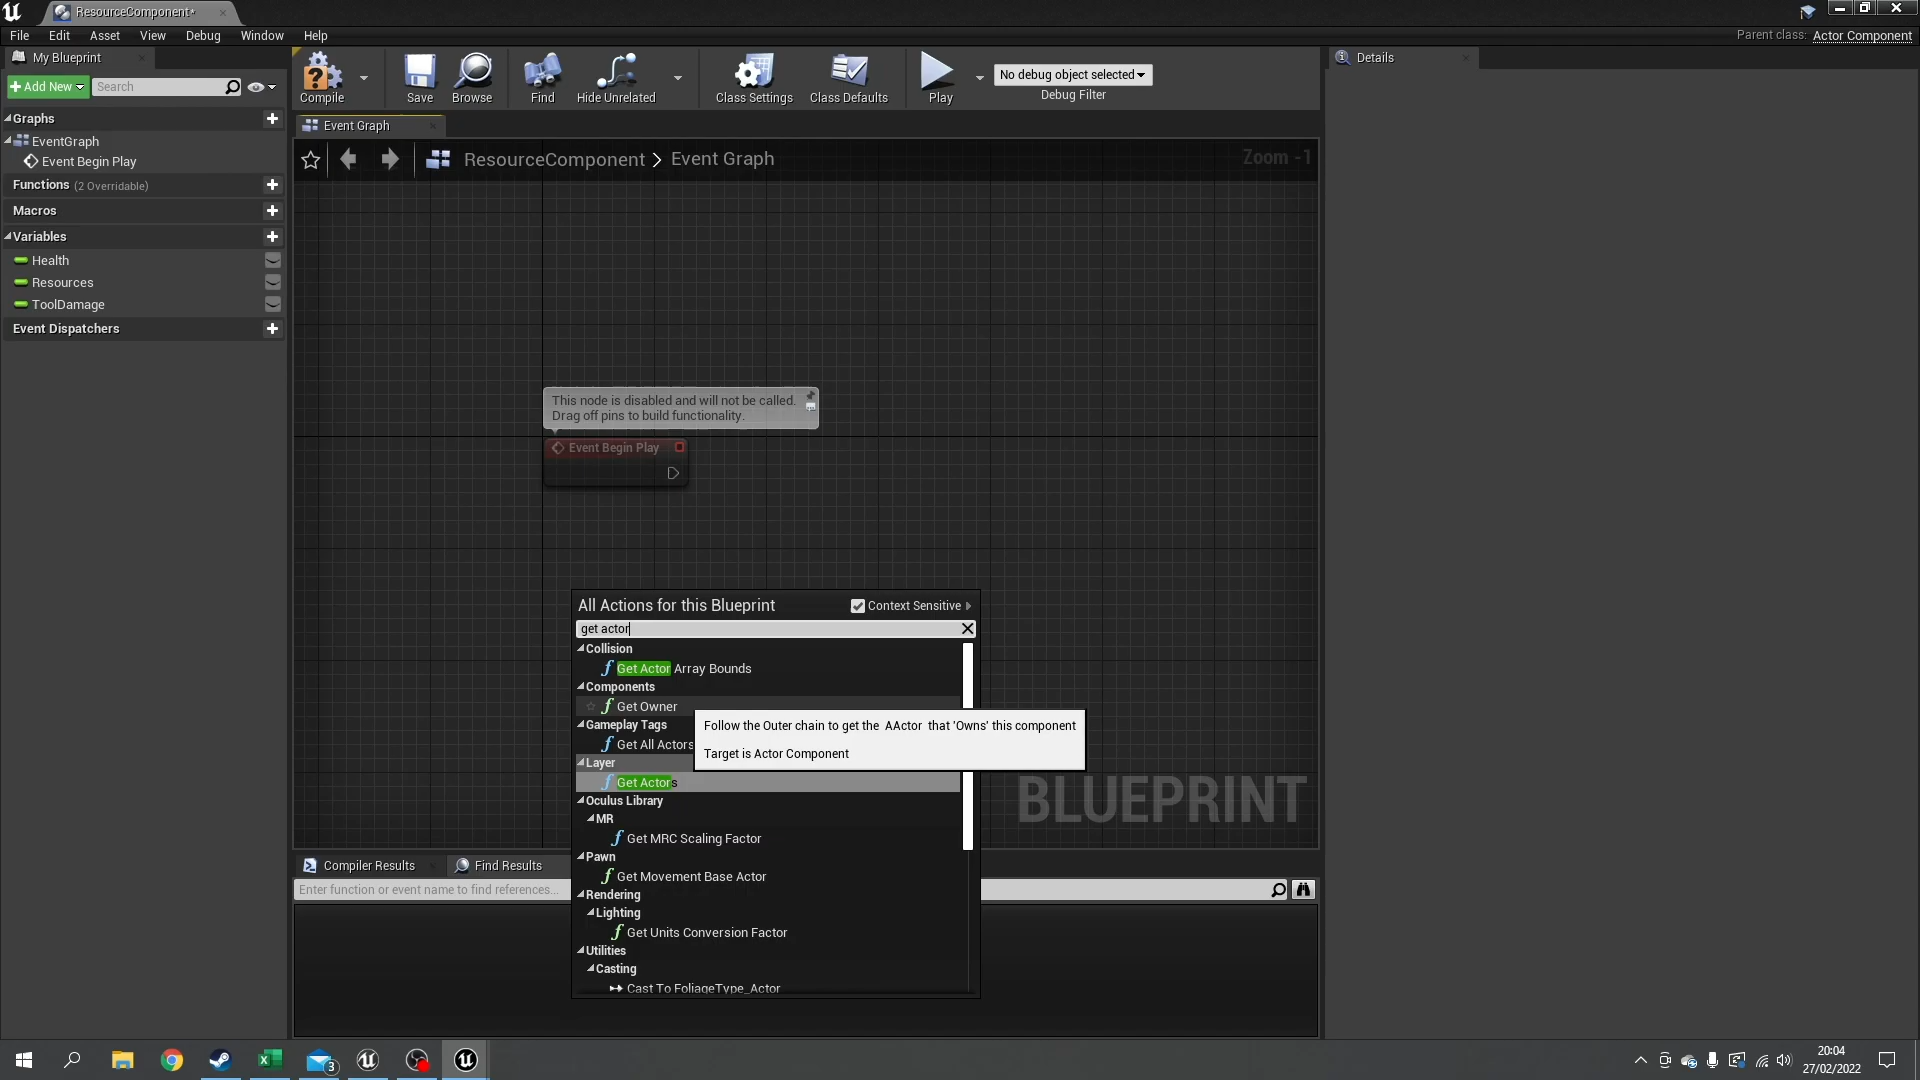 ResourceComponent*
File Edit Asset View Debug Window Help
Parent class: Actor Component
My Blueprint
Add New
Search
Graphs
EventGraph
Event Begin Play
Functions (2 Overridable)
Macros
Variables
Health
Resources
ToolDamage
Event Dispatchers
Compile
Save
Browse
Find
Hide Unrelated
Class Settings
Class Defaults
Play
No debug object selected
Debug Filter
Event Graph
ResourceComponent > Event Graph
Zoom -1
This node is disabled and will not be called.
Drag off pins to build functionality.
Event Begin Play
All Actions for this Blueprint
Context Sensitive
get actor
Collision
Get Actor Array Bounds
Components
Get Owner
Gameplay Tags
Get All Actors
Layer
Get Actors
Oculus Library
MR
Get MRC Scaling Factor
Pawn
Get Movement Base Actor
Rendering
Lighting
Get Units Conversion Factor
Utilities
Casting
Cast To FoliageType_Actor
Follow the Outer chain to get the AActor that 'Owns' this component
Target is Actor Component
BLUEPRINT
Compiler Results
Find Results
Enter function or event name to find references...
Details
3
20:04
27/02/2022